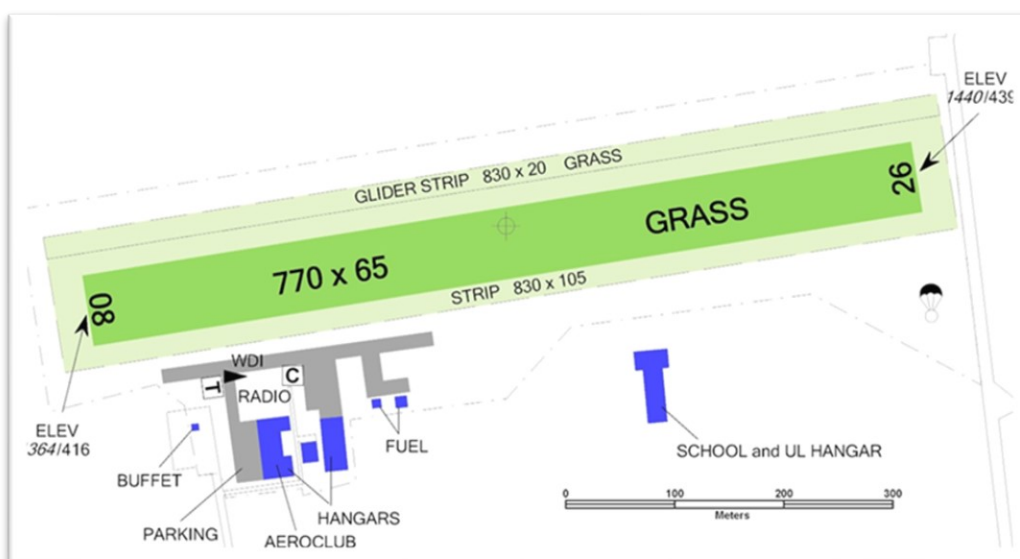 ELEV
1440/439
GLIDER STRIP 830 x 20 GRASS
26
GRASS
770 x 65
STRIP 830 x 105
08
WDI
T
C
RADIO
ELEV
364/416
BUFFET
FUEL
SCHOOL and UL HANGAR
PARKING
HANGARS
AEROCLUB
0 100 200 300
Meters